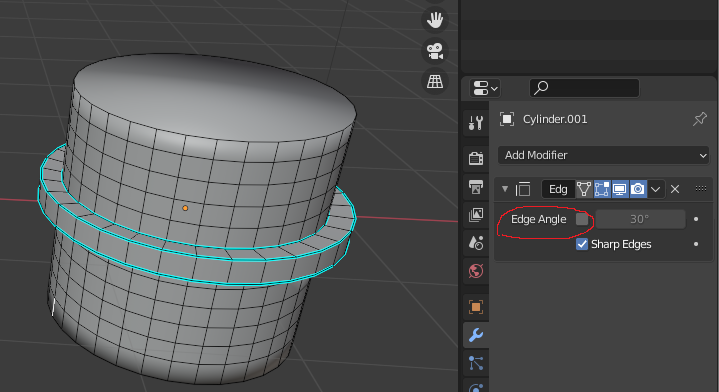 Cylinder.001
Add Modifier
Edg
Edge Angle 30°
Sharp Edges